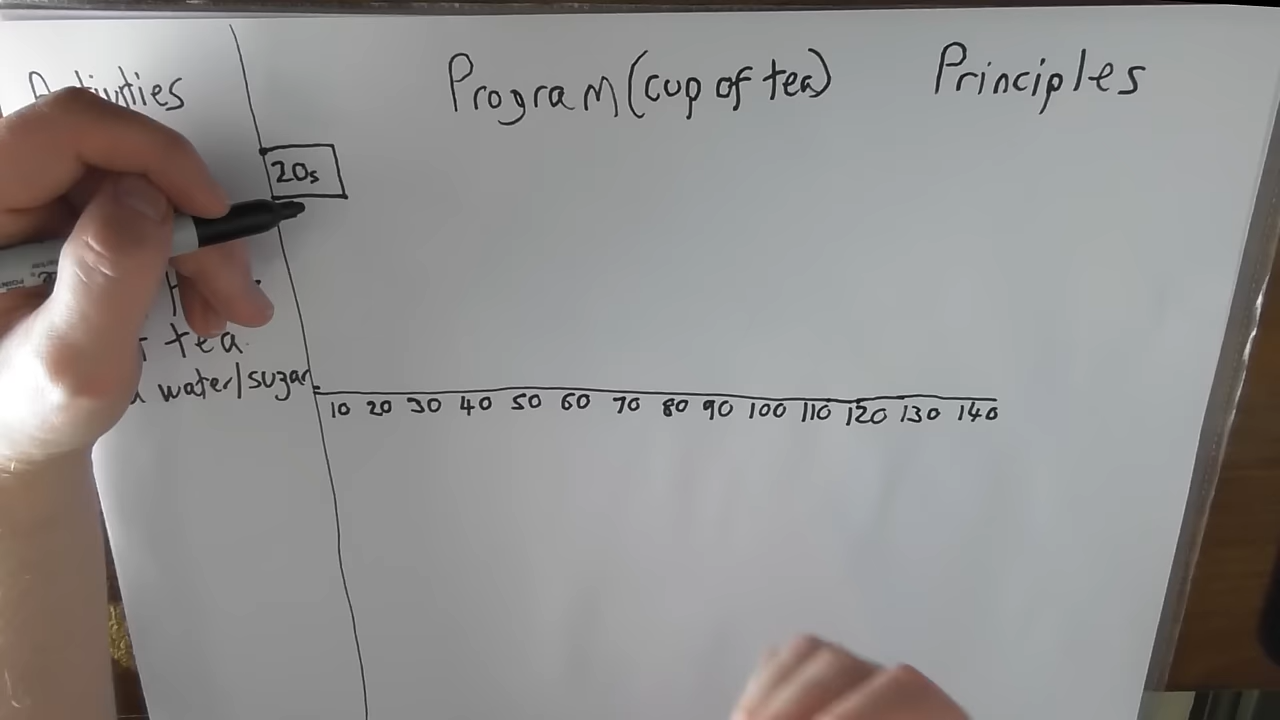 Activities
Program (cup of tea)
Principles
20s
tea
water/sugar
10 20 30 40 50 60 70 80 90 100 110 120 130 140